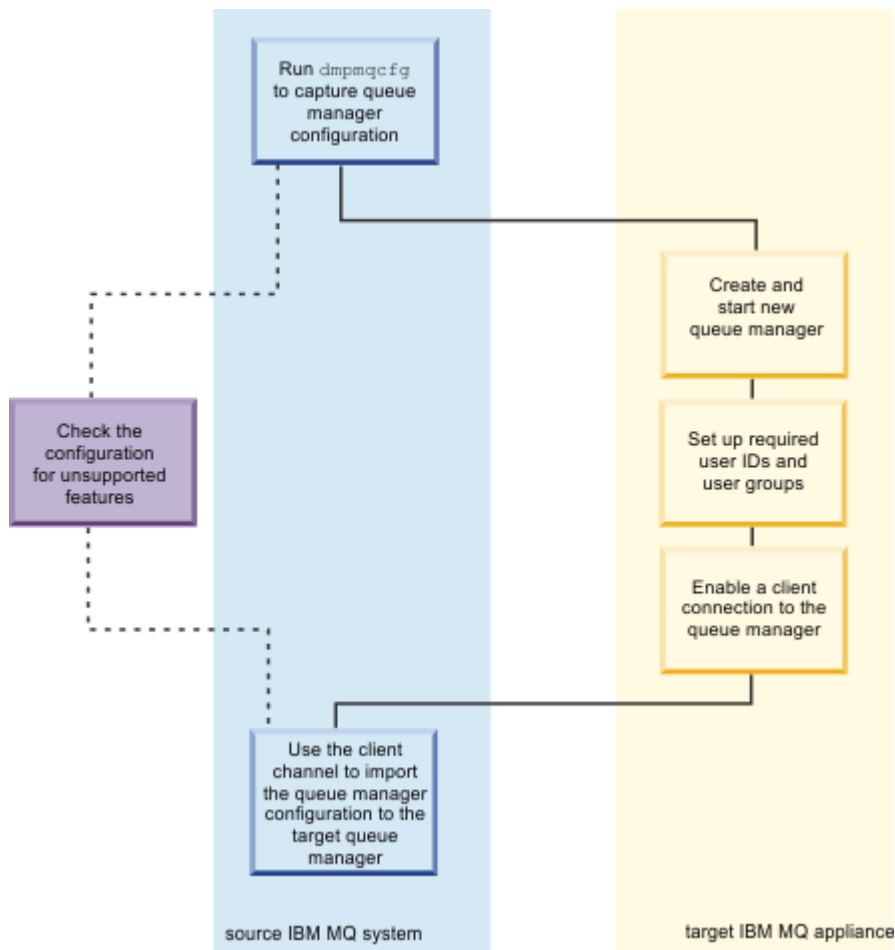 Run dmpmqcfg
to capture queue
manager
configuration
Create and
start new
queue manager
Check the
configuration
for unsupported
features
Set up required
user IDs and
user groups
Enable a client
connection to the
queue manager
Use the client
channel to import
the queue manager
configuration to the
target queue
manager
source IBM MQ system
target IBM MQ appliance